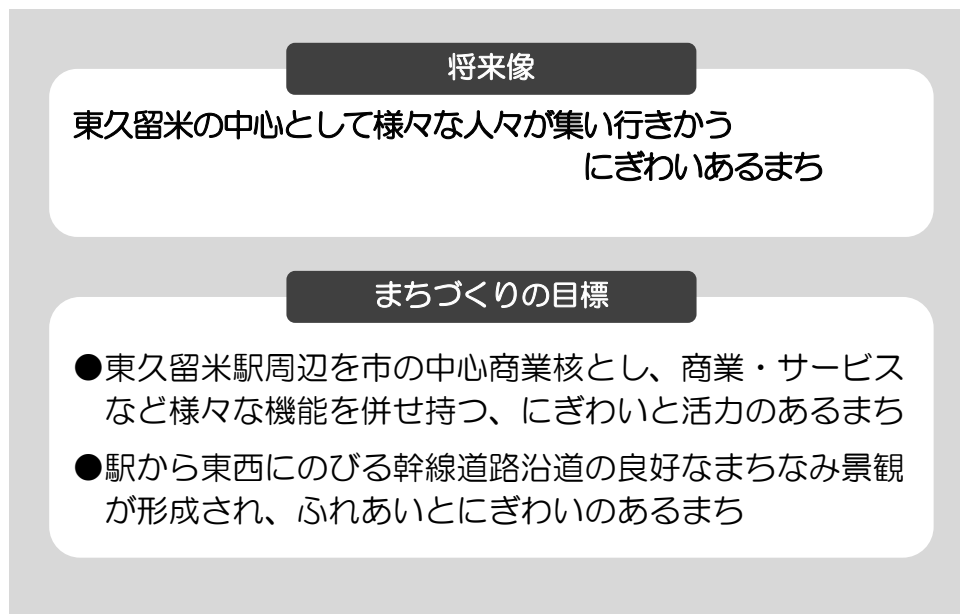 将来像
東久留米の中心として様々な人々が集い行きかう
にぎわいあるまち
まちづくりの目標
●東久留米駅周辺を市の中心商業核とし、商業・サービス
など様々な機能を併せ持つ、にぎわいと活力のあるまち
●駅から東西にのびる幹線道路沿道の良好なまちなみ景観
が形成され、ふれあいとにぎわいのあるまち